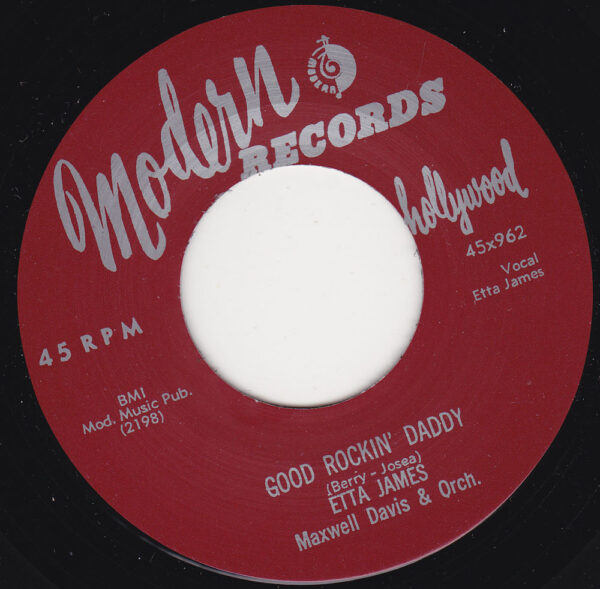 Modern
RECORDS
MODERN
hollywood
45x962
Vocal
Etta James
45 RPM
BMI
Mod. Music Pub.
(2198)
GOOD ROCKIN' DADDY
(Berry - Josea)
ETTA JAMES
Maxwell Davis & Orch.